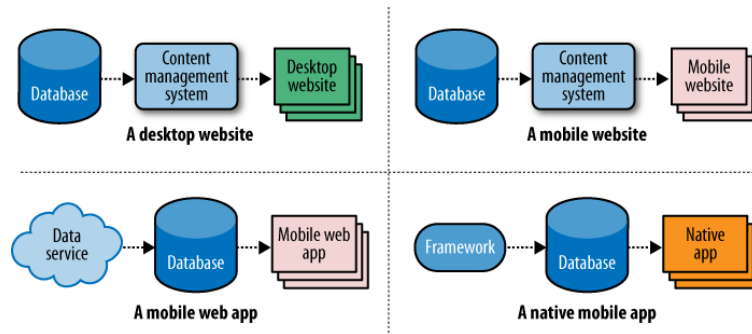 Database
Content
management
system
Desktop
website
A desktop website
Database
Content
management
system
Mobile
website
A mobile website
Data
service
Database
Mobile web
app
A mobile web app
Framework
Database
Native
app
A native mobile app